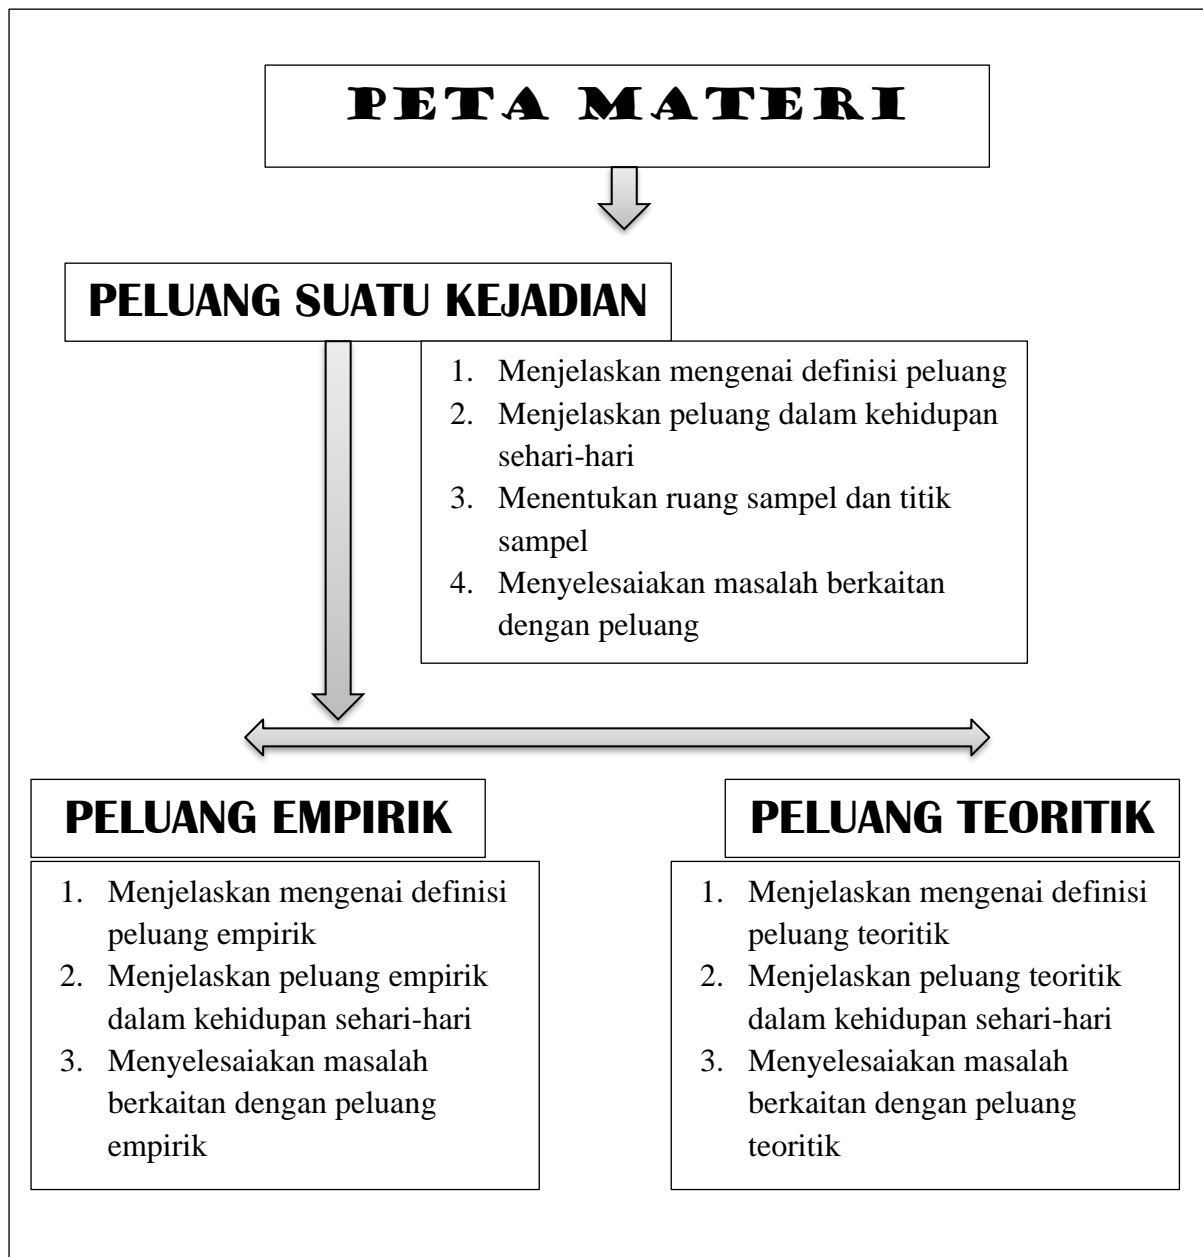 PETA MATERI
PELUANG SUATU KEJADIAN
1. Menjelaskan mengenai definisi peluang
2. Menjelaskan peluang dalam kehidupan
sehari-hari
3. Menentukan ruang sampel dan titik
sampel
4. Menyelesaiakan masalah berkaitan
dengan peluang
PELUANG EMPIRIK
1. Menjelaskan mengenai definisi
peluang empirik
2. Menjelaskan peluang empirik
dalam kehidupan sehari-hari
3. Menyelesaiakan masalah
berkaitan dengan peluang
empirik
PELUANG TEORITIK
1. Menjelaskan mengenai definisi
peluang teoritik
2. Menjelaskan peluang teoritik
dalam kehidupan sehari-hari
3. Menyelesaiakan masalah
berkaitan dengan peluang
teoritik